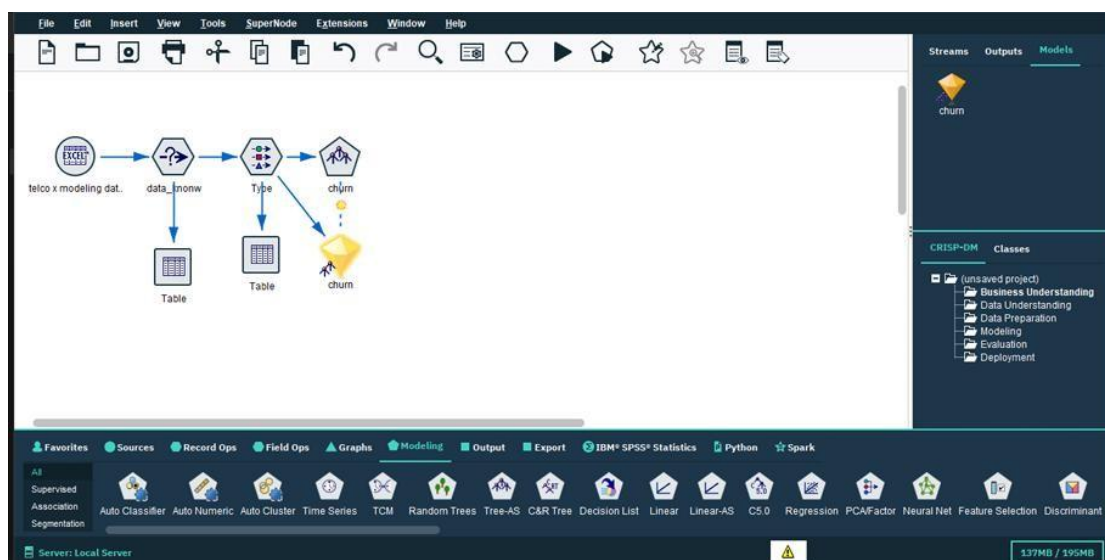 File Edit Insert View Tools SuperNode Extensions Window Help
Streams Outputs Models
churn
EXCEL
telco x modeling dat.. data_knonw Type churn
Table Table churn
CRISP-DM Classes
(unsaved project)
Business Understanding
Data Understanding
Data Preparation
Modeling
Evaluation
Deployment
Favorites Sources Record Ops Field Ops Graphs Modeling Output Export IBM® SPSS® Statistics Python Spark
All
Supervised
Association
Segmentation
Auto Classifier Auto Numeric Auto Cluster Time Series TCM Random Trees Tree-AS C&R Tree Decision List Linear Linear-AS C5.0 Regression PCA/Factor Neural Net Feature Selection Discriminant
Server: Local Server 137MB / 195MB